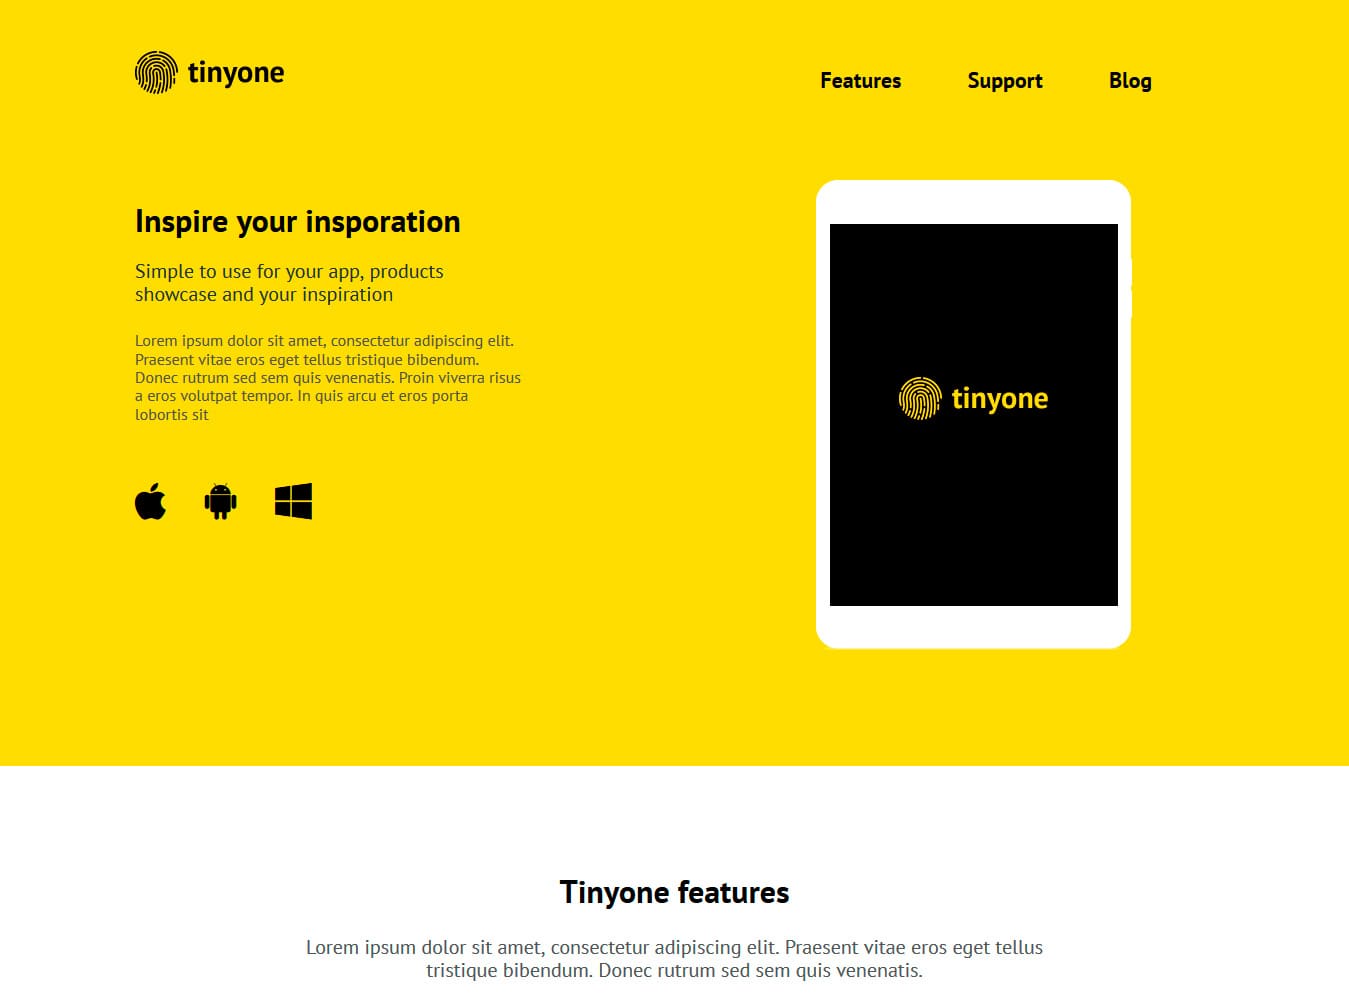 tinyone
Features
Support
Blog
Inspire your insporation
Simple to use for your app, products
showcase and your inspiration
Lorem ipsum dolor sit amet, consectetur adipiscing elit.
Praesent vitae eros eget tellus tristique bibendum.
Donec rutrum sed sem quis venenatis. Proin viverra risus
a eros volutpat tempor. In quis arcu et eros porta
lobortis sit
tinyone
Tinyone features
Lorem ipsum dolor sit amet, consectetur adipiscing elit. Praesent vitae eros eget tellus
tristique bibendum. Donec rutrum sed sem quis venenatis.